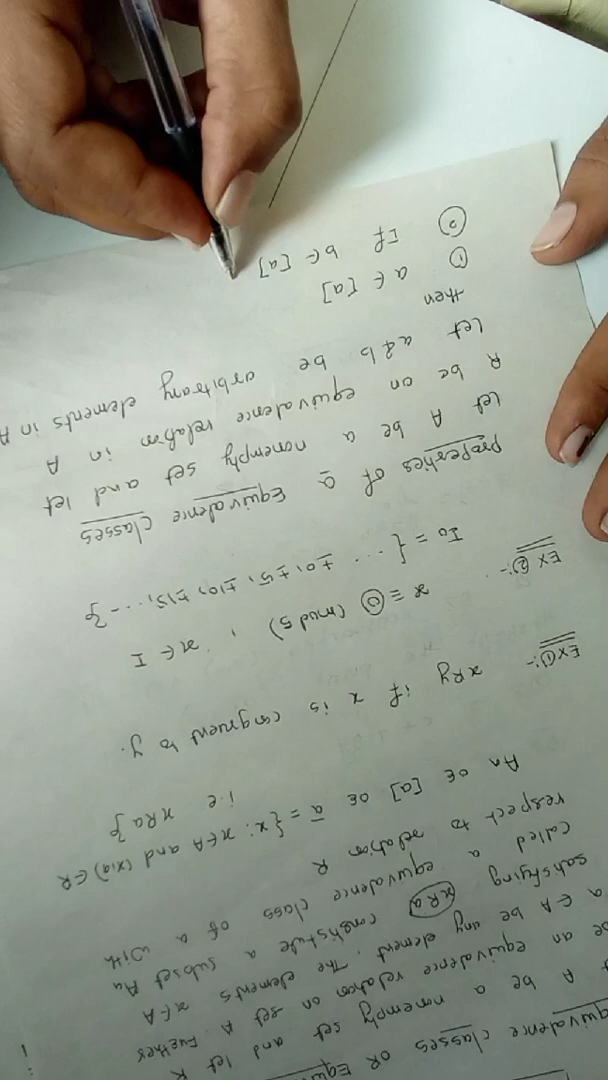 equivalence classes OR Equi
A be a nonempty set and let R
be an equivalence relation on set A Further
a ∈ A be any element. The elements x ∈ A
satisfying xRa constitute a subset Aa
called a equivalence class of a with
respect to relation R
Aa OR [a] OR a̅ = {x : x∈A and (x,a) ∈ R
i.e xRa}
EX①:- xRy if x is congruent to y.
EX②:- x ≡ 0 (mod 5) , x ∈ I
I₀ = { ... ±0, ±5, ±10, ±15, ... }
properties of a Equivalence classes
Let A be a nonempty set and let
R be an equivalence relation in A
Let a & b be arbitrary elements in A
then
① a ∈ [a]
② If b ∈ [a]